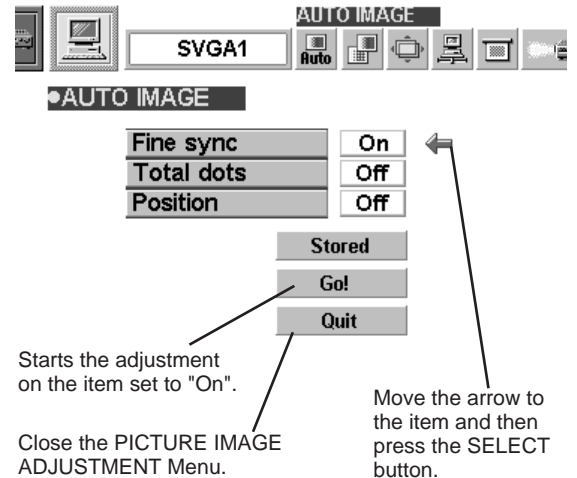 AUTO IMAGE
SVGA1
Auto
●AUTO IMAGE
Fine sync On
Total dots Off
Position Off
Stored
Go!
Quit
Starts the adjustment
on the item set to "On".
Close the PICTURE IMAGE
ADJUSTMENT Menu.
Move the arrow to
the item and then
press the SELECT
button.